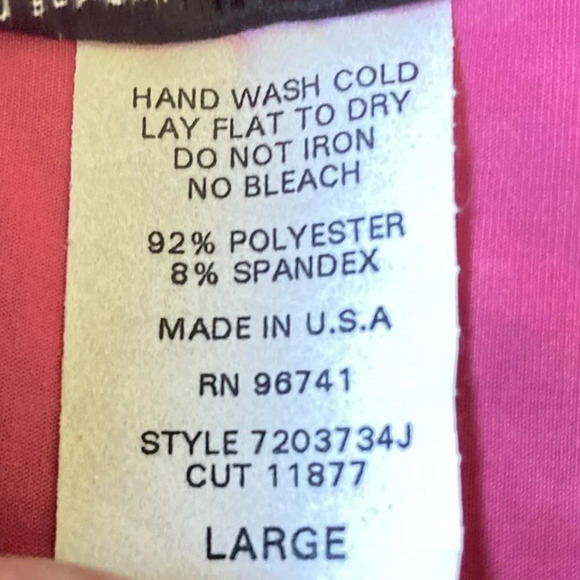 HAND WASH COLD
LAY FLAT TO DRY
DO NOT IRON
NO BLEACH
92% POLYESTER
8% SPANDEX
MADE IN U.S.A
RN 96741
STYLE 7203734J
CUT 11877
LARGE